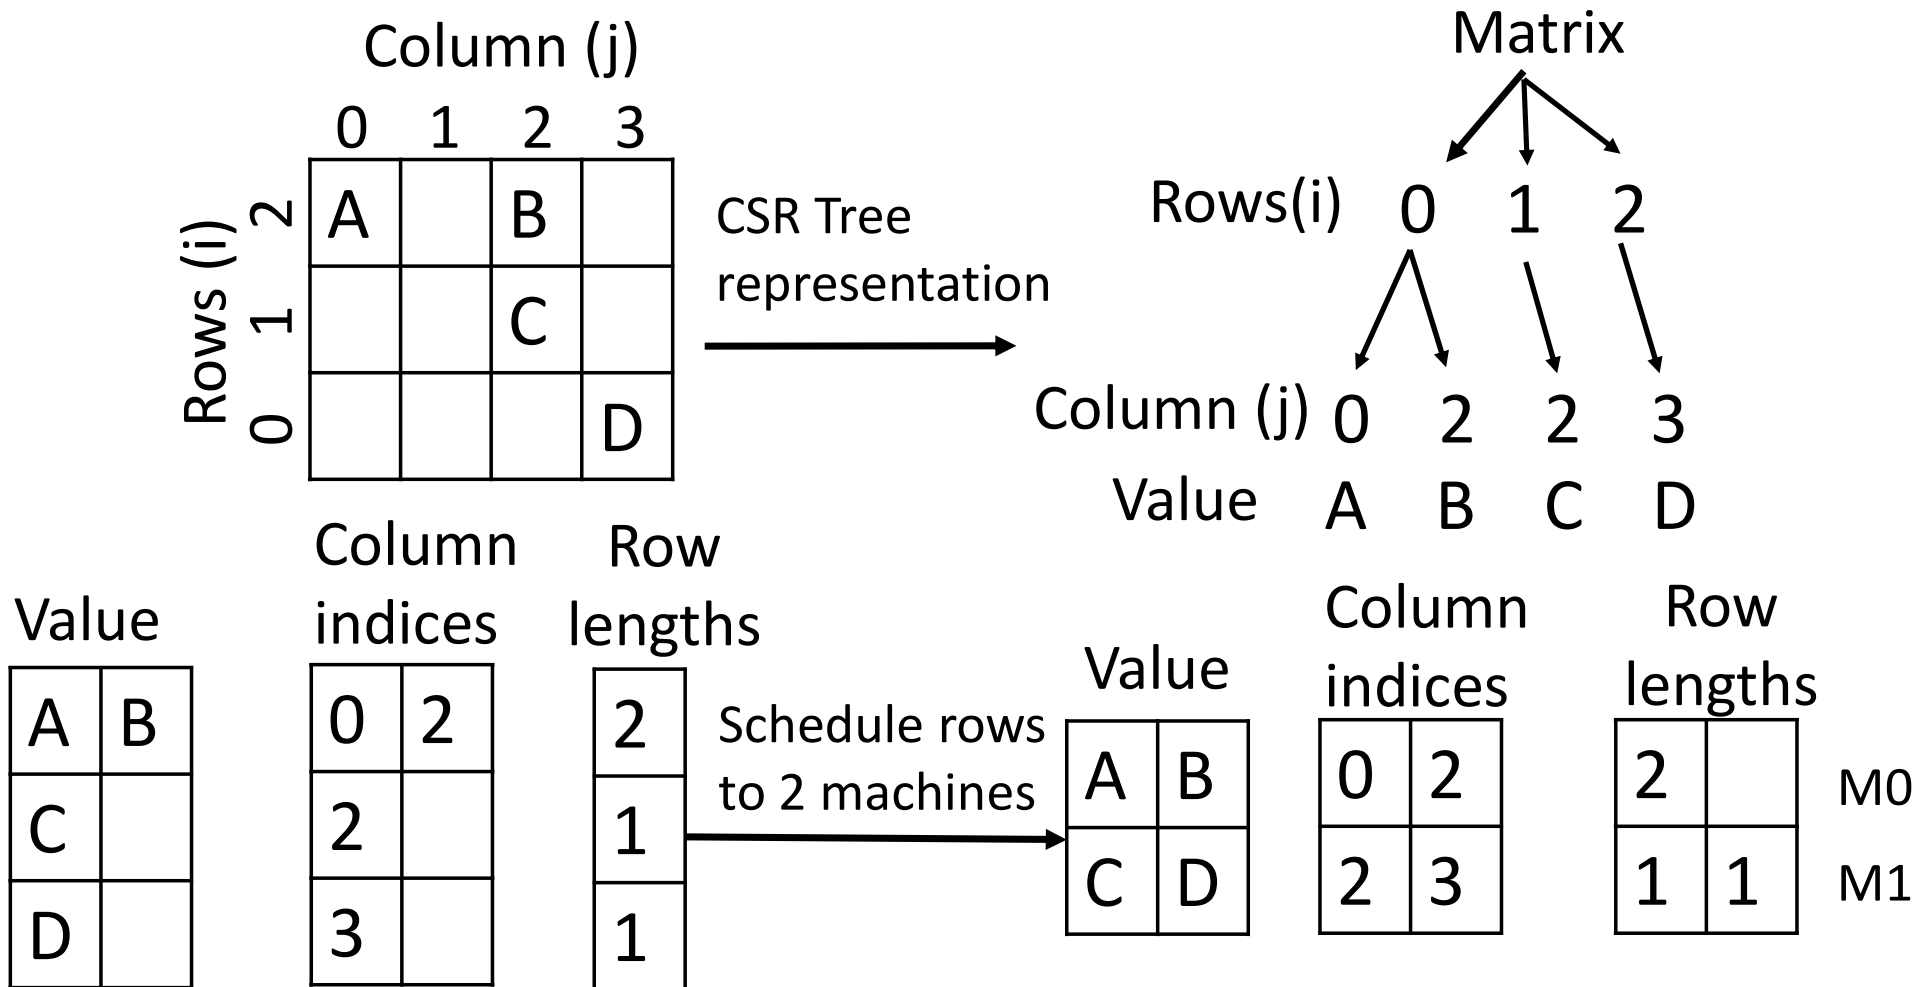 Column (j)
0 1 2 3
Rows (i)
2 A B
1 C
0 D
CSR Tree
representation
Matrix
Rows(i) 0 1 2
Column (j) 0 2 2 3
Value A B C D
Value
A B
C
D
Column
indices
0 2
2
3
Row
lengths
2
1
1
Schedule rows
to 2 machines
Value
A B
C D
Column
indices
0 2
2 3
Row
lengths
2 M0
1 1 M1